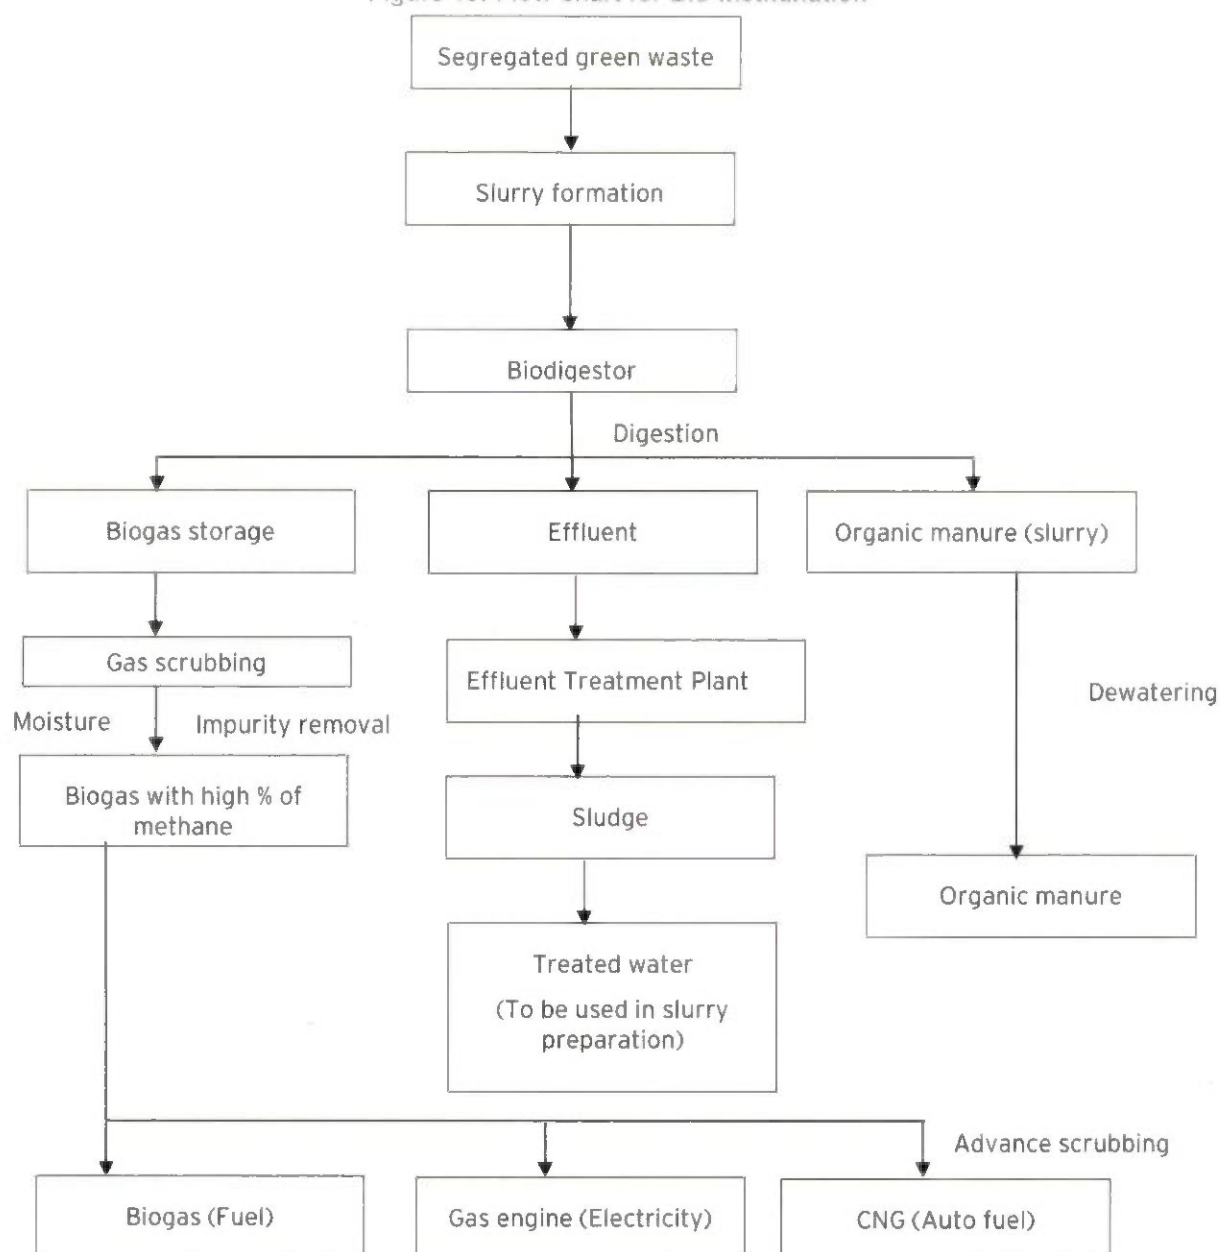 Segregated green waste
Slurry formation
Biodigestor
Digestion
Biogas storage
Effluent
Organic manure (slurry)
Gas scrubbing
Effluent Treatment Plant
Dewatering
Moisture
Impurity removal
Biogas with high % of
methane
Sludge
Organic manure
Treated water
(To be used in slurry
preparation)
Advance scrubbing
Biogas (Fuel)
Gas engine (Electricity)
CNG (Auto fuel)